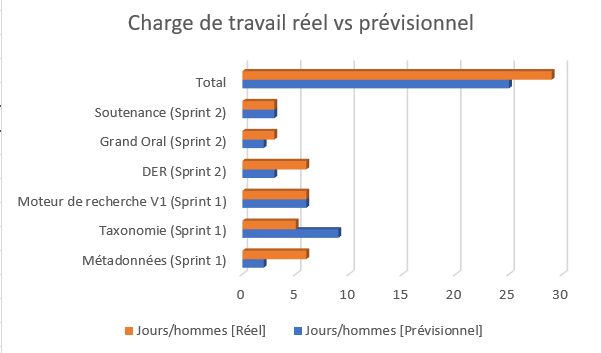 Charge de travail réel vs prévisionnel
Total
Soutenance (Sprint 2)
Grand Oral (Sprint 2)
DER (Sprint 2)
Moteur de recherche V1 (Sprint 1)
Taxonomie (Sprint 1)
Métadonnées (Sprint 1)
0 5 10 15 20 25 30
Jours/hommes [Réel] Jours/hommes [Prévisionnel]